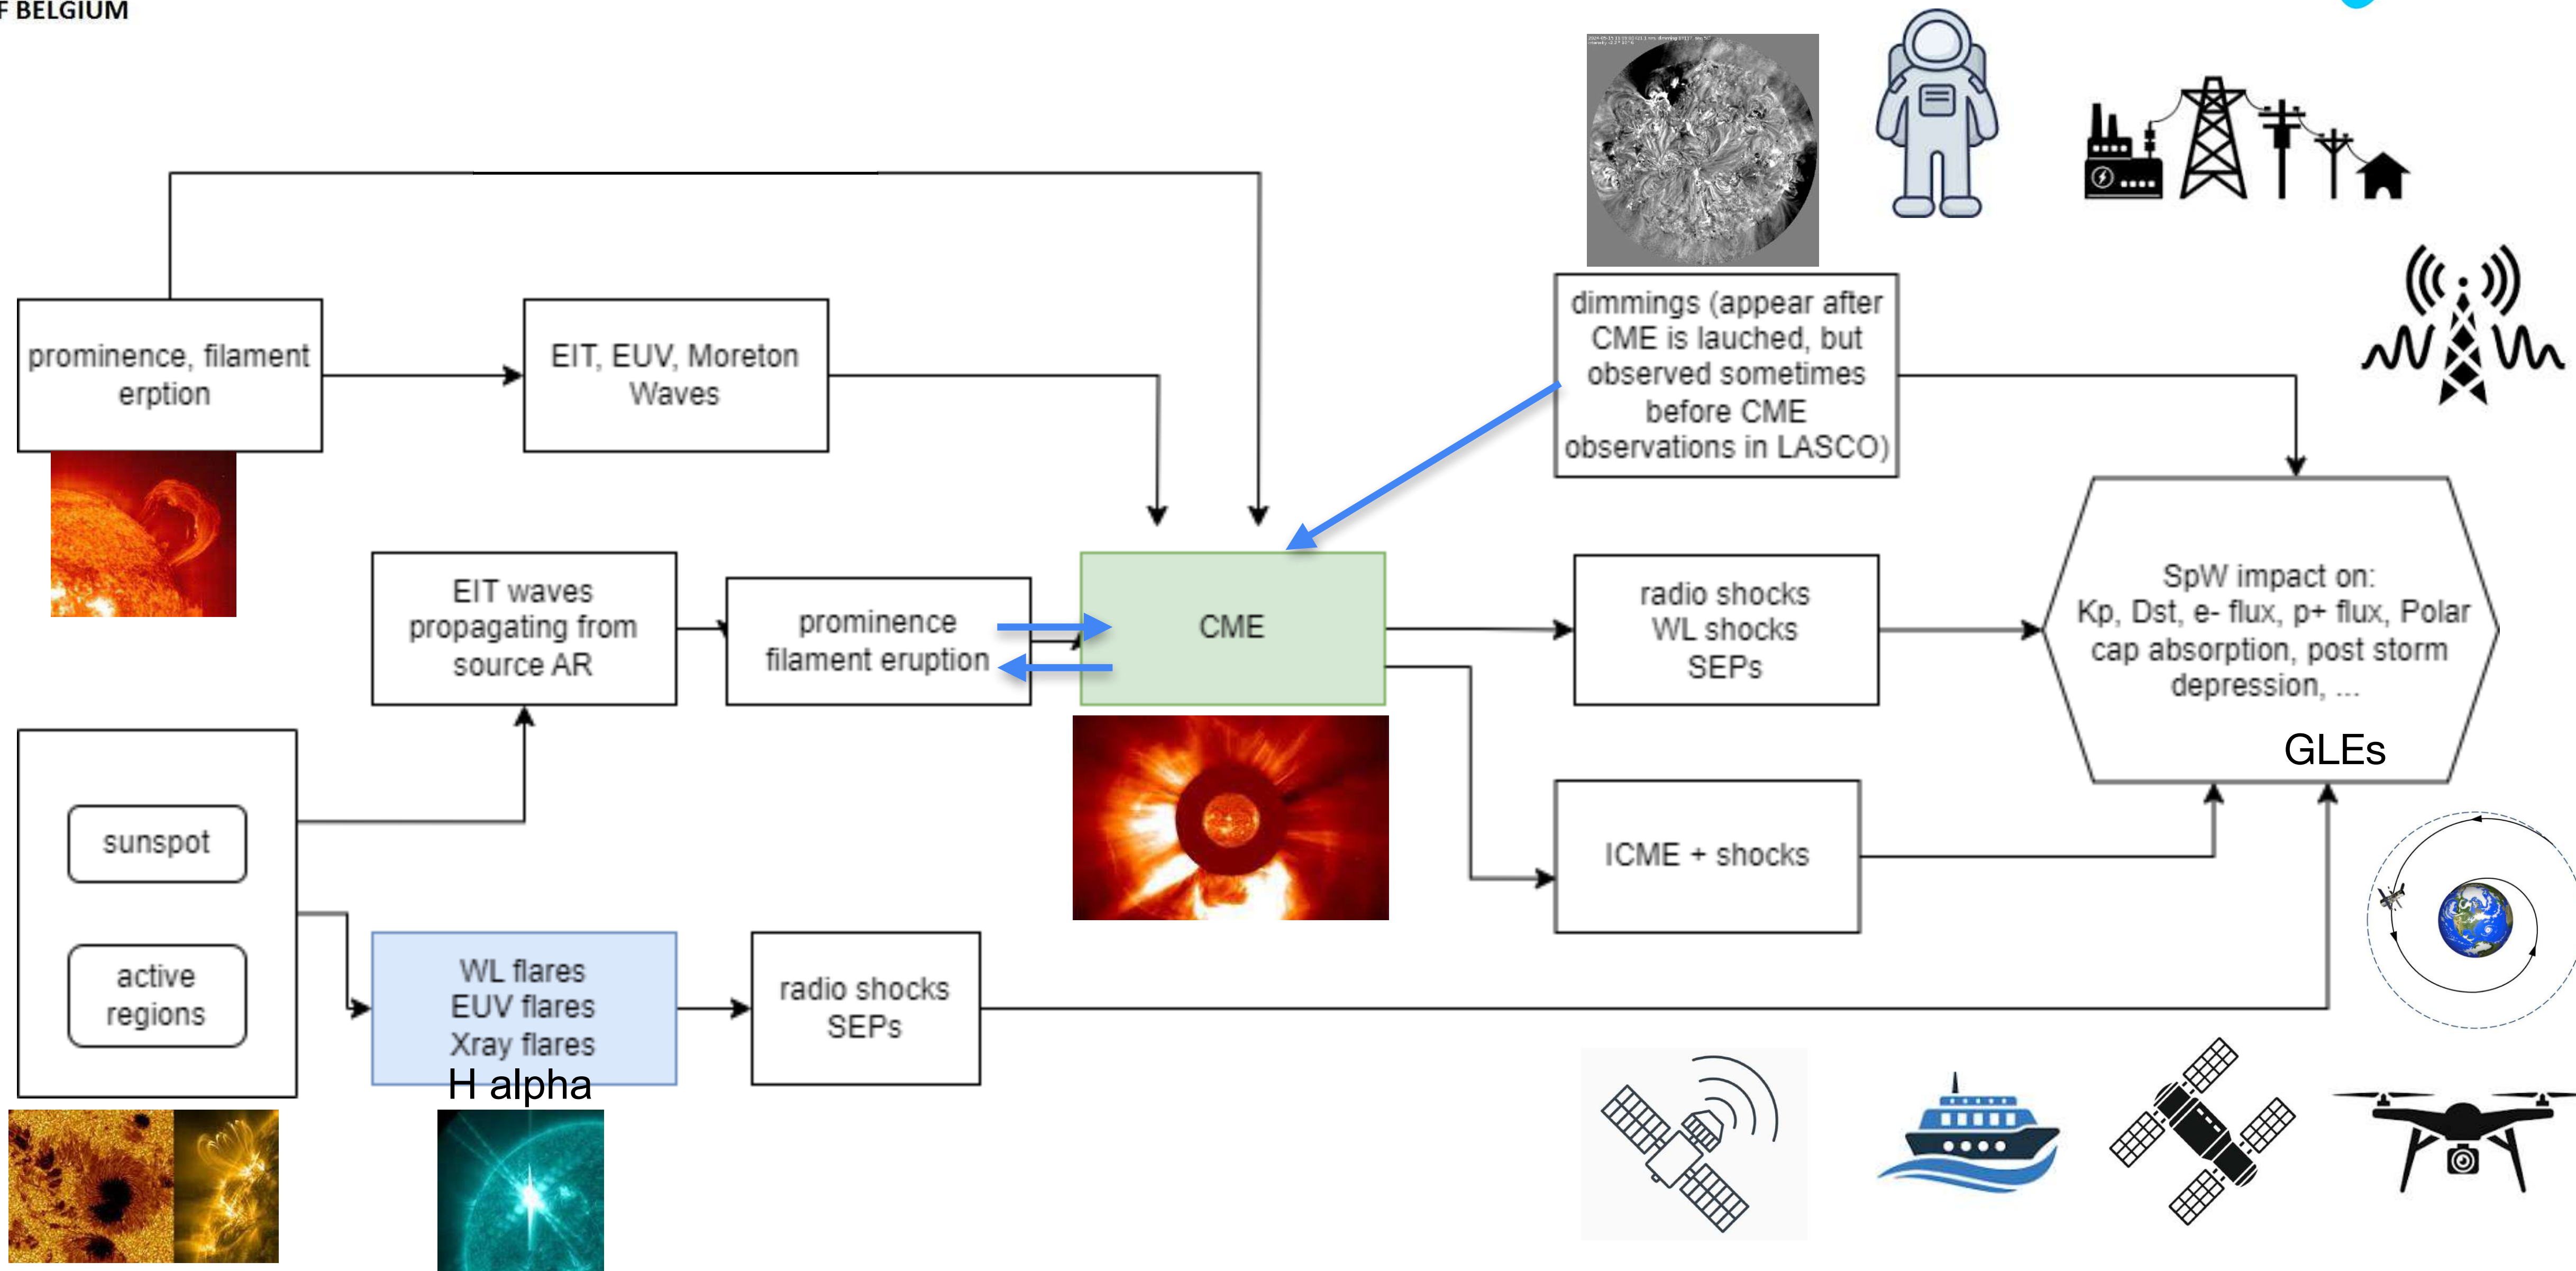 F BELGIUM
prominence, filament
erption
EIT, EUV, Moreton
Waves
dimmings (appear after
CME is lauched, but
observed sometimes
before CME
observations in LASCO)
EIT waves
propagating from
source AR
prominence
filament eruption
CME
radio shocks
WL shocks
SEPs
SpW impact on:
Kp, Dst, e- flux, p+ flux, Polar
cap absorption, post storm
depression, ...
GLEs
sunspot
active
regions
WL flares
EUV flares
Xray flares
H alpha
radio shocks
SEPs
ICME + shocks